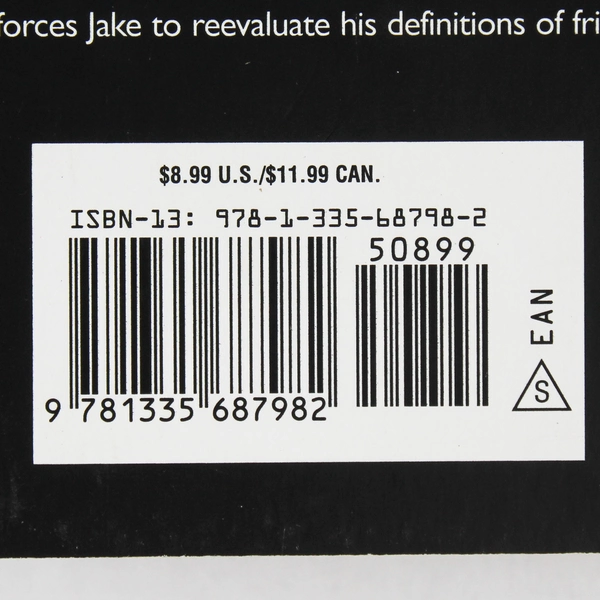 forces Jake to reevaluate his definitions of fri
$8.99 U.S./$11.99 CAN.
ISBN-13: 978-1-335-68798-2
50899
9 781335 687982
EAN
S